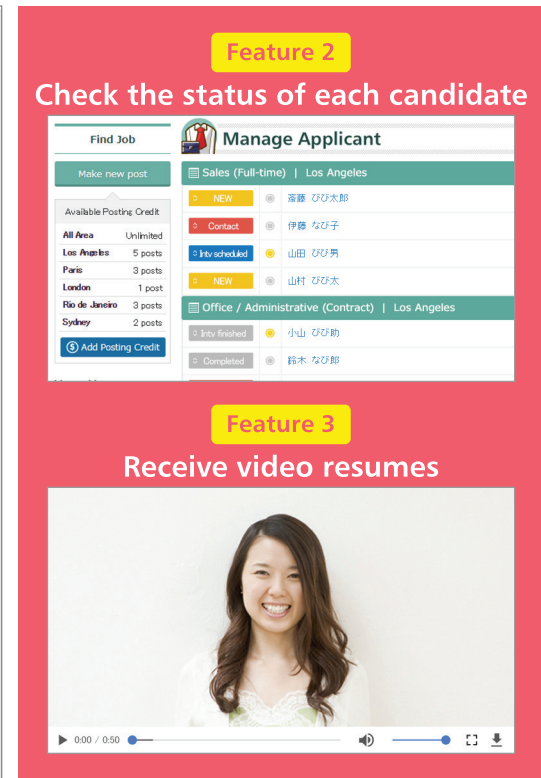 Feature 2
Check the status of each candidate
Find Job
Make new post
Available Posting Credit
All Area Unlimited
Los Angeles 5 posts
Paris 3 posts
London 1 post
Rio de Janeiro 3 posts
Sydney 2 posts
Add Posting Credit
Manage Applicant
Sales (Full-time) | Los Angeles
NEW 斎藤 びび太郎
Contact 伊藤 なび子
Intv scheduled 山田 びび男
NEW 山村 びび太
Office / Administrative (Contract) | Los Angeles
Intv finished 小山 びび助
Completed 鈴木 なび郎
Feature 3
Receive video resumes
0:00 / 0:50